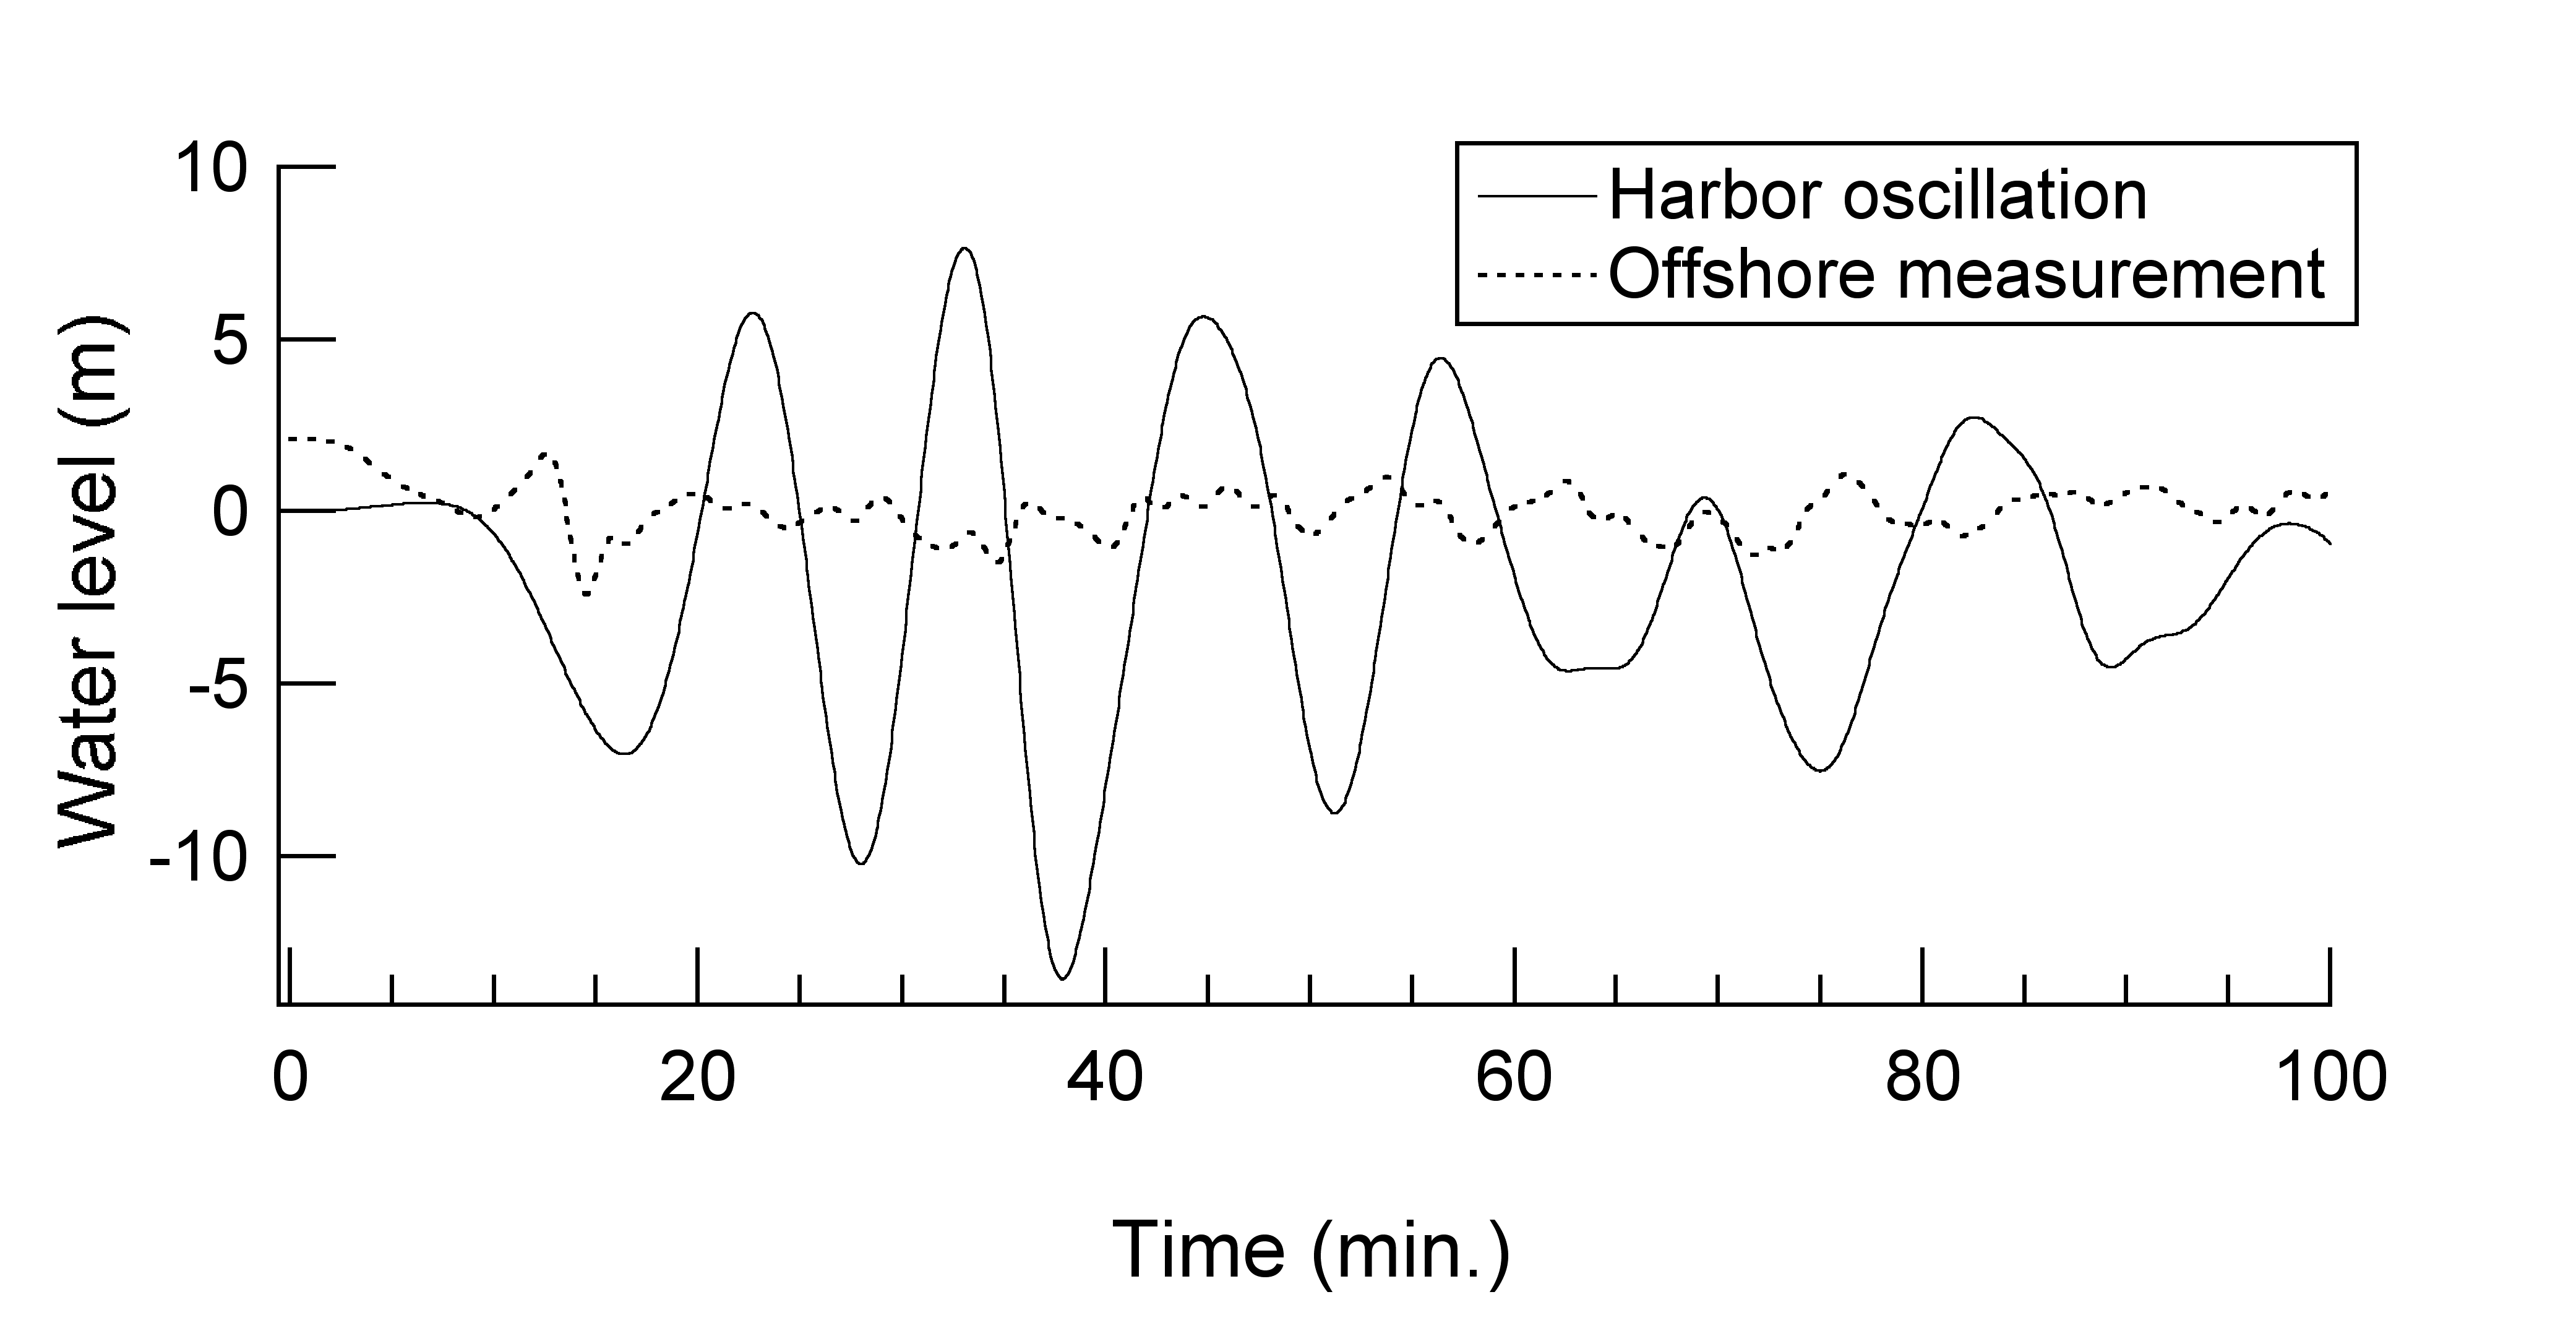 Harbor oscillation
Offshore measurement
Water level (m)
10
5
0
-5
-10
0 20 40 60 80 100
Time (min.)